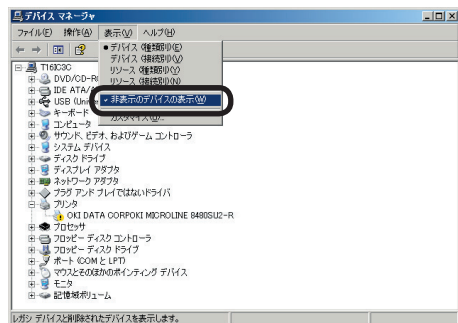 デバイス マネージャ
ファイル(F) 操作(A) 表示(V) ヘルプ(H)
デバイス (種類別)(E)
デバイス (接続別)(V)
リソース (種類別)(Y)
リソース (接続別)(N)
非表示のデバイスの表示(W)
カスタマイズ(U)...
T16IC3C
DVD/CD-R
IDE ATA/A
USB (Unive
キーボード
コンピュータ
サウンド、ビデオ、およびゲーム コントローラ
システム デバイス
ディスク ドライブ
ディスプレイ アダプタ
ネットワーク アダプタ
プラグ アンド プレイではないドライバ
プリンタ
OKI DATA CORPOKI MICROLINE 8480SU2-R
プロセッサ
フロッピー ディスク コントローラ
フロッピー ディスク ドライブ
ポート (COM と LPT)
マウスとそのほかのポインティング デバイス
モニタ
記憶域ボリューム
レガシ デバイスと削除されたデバイスを表示します。